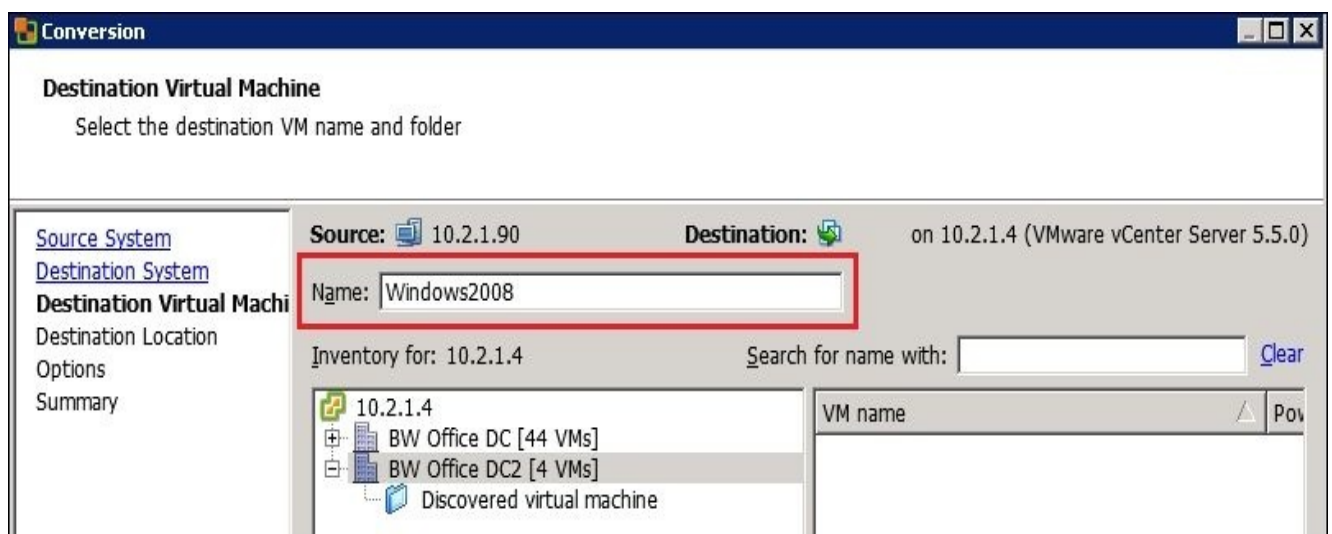 Conversion
Destination Virtual Machine
Select the destination VM name and folder
Source System
Destination System
Destination Virtual Machi
Destination Location
Options
Summary
Source: 10.2.1.90 Destination: on 10.2.1.4 (VMware vCenter Server 5.5.0)
Name: Windows2008
Inventory for: 10.2.1.4 Search for name with: Clear
10.2.1.4
BW Office DC [44 VMs]
BW Office DC2 [4 VMs]
Discovered virtual machine
VM name Pov